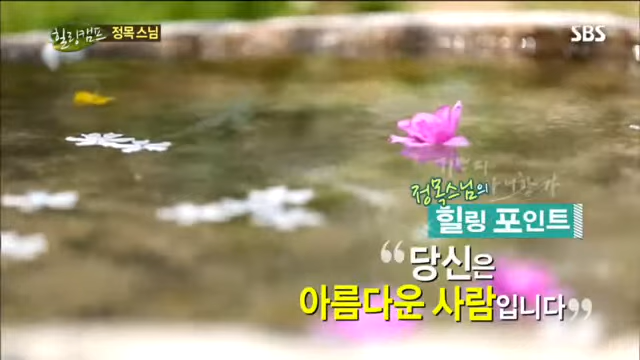 힐링캠프 정목 스님
SBS
정목스님의
힐링 포인트
“당신은
아름다운 사람입니다”